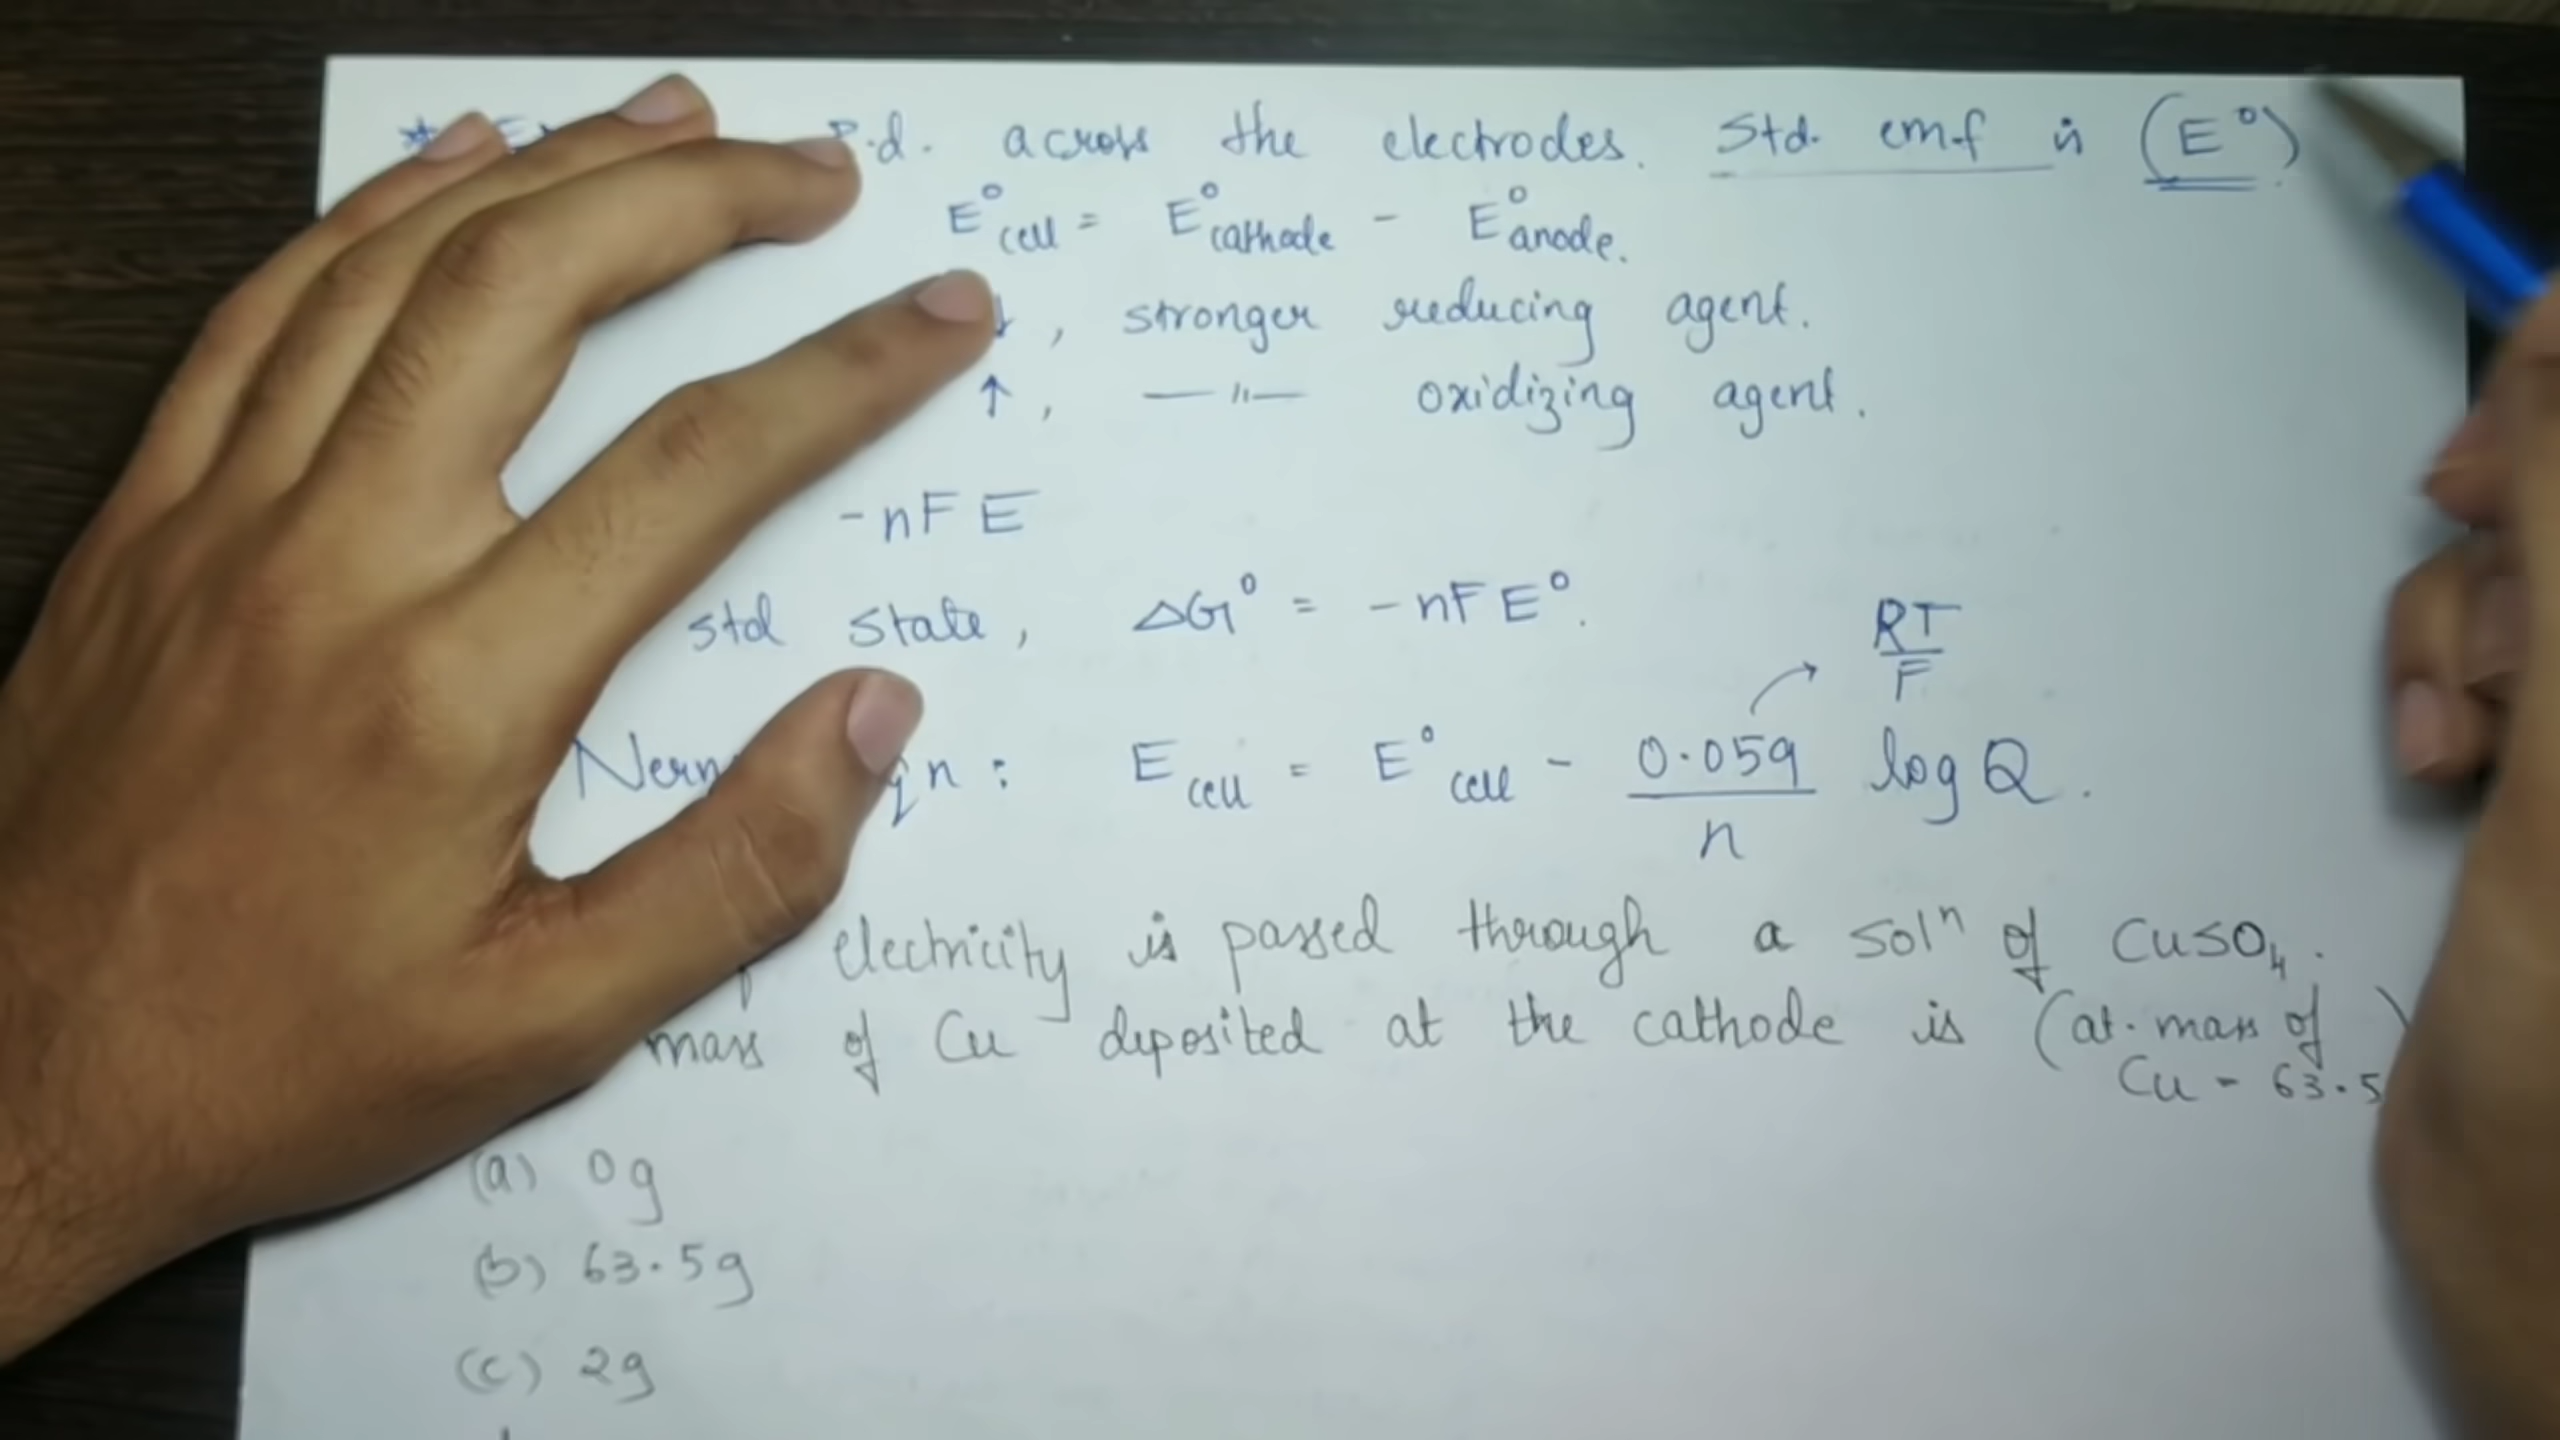 P.d. across the electrodes. Std. emf is (E°)
E°cell = E°cathode - E°anode.
↓, stronger reducing agent.
↑, —"— oxidizing agent.
-nFE
std state, ΔG° = -nFE°.
RT/F
: Ecell = E°cell - 0.059/n log Q.
electricity is passed through a solⁿ of CuSO₄.
mass of Cu deposited at the cathode is (at. mass of
Cu - 63.5
(a) 0g
(b) 63.5g
(c) 2g